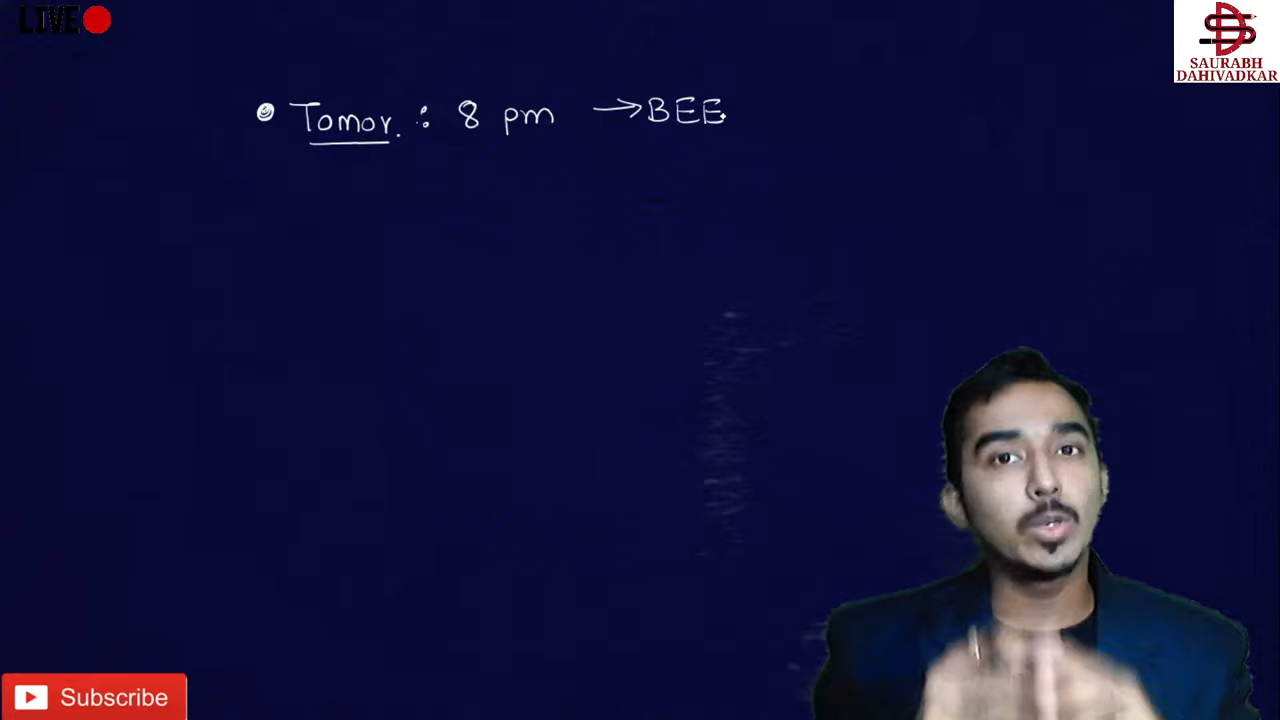 LIVE
SAURABH
DAHIVADKAR
Tomor. : 8 pm → BEE
Subscribe